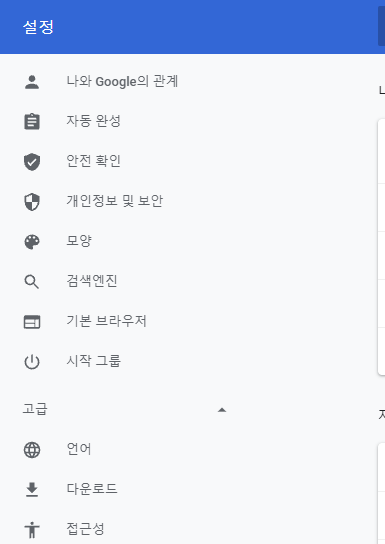 설정
나와 Google의 관계
자동 완성
안전 확인
개인정보 및 보안
모양
검색엔진
기본 브라우저
시작 그룹
고급
언어
다운로드
접근성